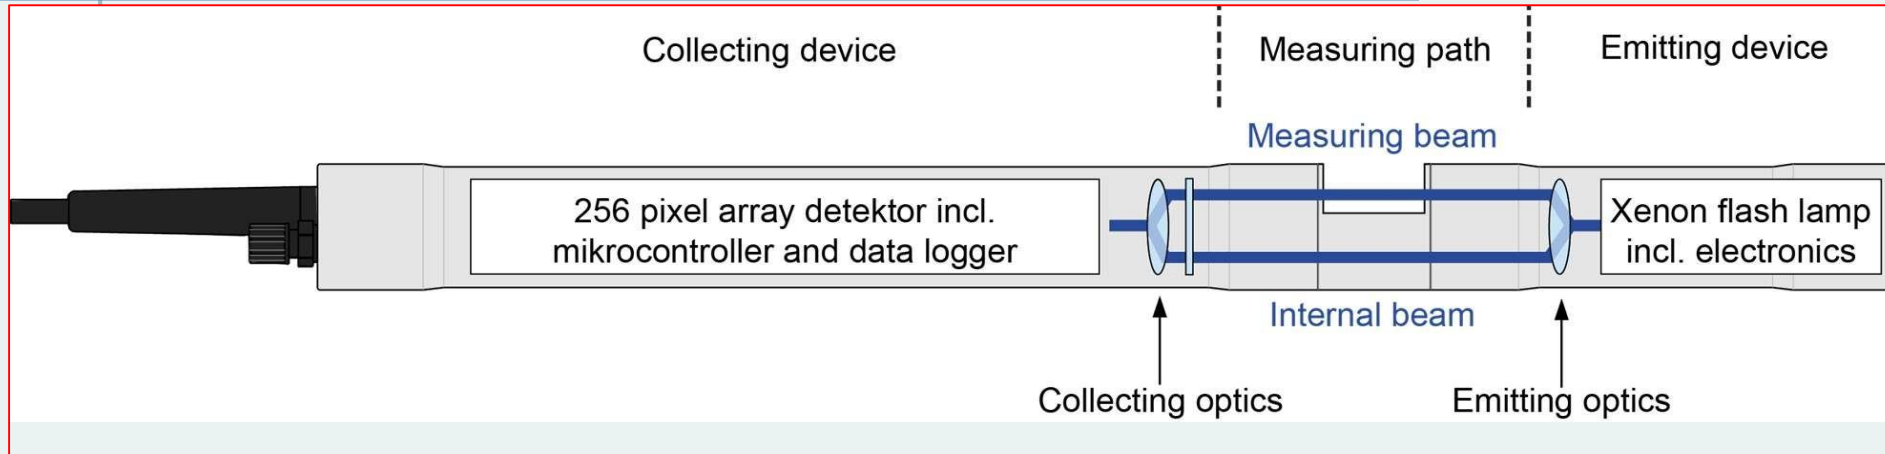 Collecting device
Measuring path
Emitting device
Measuring beam
256 pixel array detektor incl.
mikrocontroller and data logger
Xenon flash lamp
incl. electronics
Internal beam
Collecting optics
Emitting optics